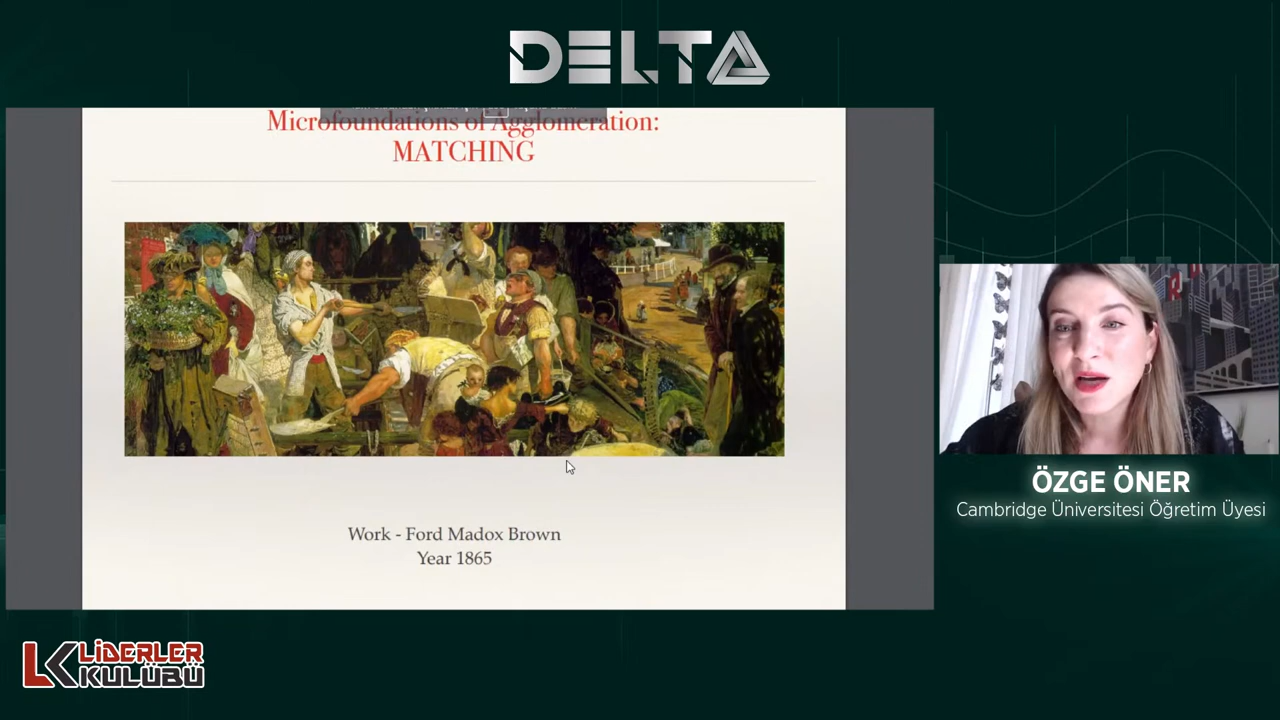 DELTA
Microfoundations of Agglomeration:
MATCHING
Work - Ford Madox Brown
Year 1865
ÖZGE ÖNER
Cambridge Üniversitesi Öğretim Üyesi
LK LİDERLER
KULÜBÜ